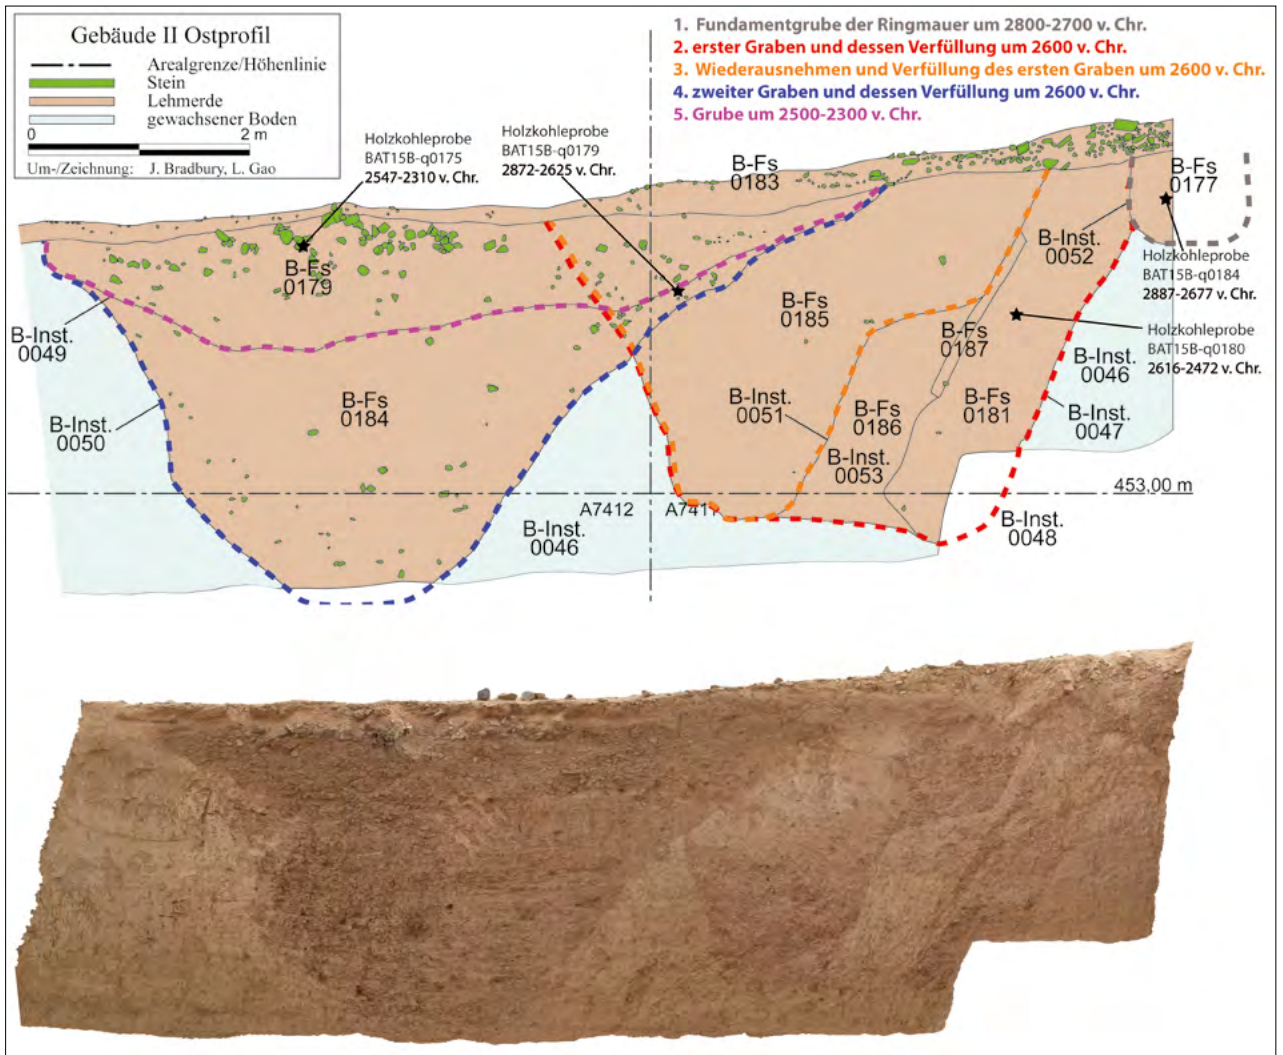 Gebäude II Ostprofil
Arealgrenze/Höhenlinie
Stein
Lehmerde
gewachsener Boden
0 2 m
Um-/Zeichnung: J. Bradbury, L. Gao
1. Fundamentgrube der Ringmauer um 2800-2700 v. Chr.
2. erster Graben und dessen Verfüllung um 2600 v. Chr.
3. Wiederausnehmen und Verfüllung des ersten Graben um 2600 v. Chr.
4. zweiter Graben und dessen Verfüllung um 2600 v. Chr.
5. Grube um 2500-2300 v. Chr.
Holzkohleprobe
BAT15B-q0175
2547-2310 v. Chr.
Holzkohleprobe
BAT15B-q0179
2872-2625 v. Chr.
B-Fs
0183
B-Fs
0177
B-Inst.
0052
Holzkohleprobe
BAT15B-q0184
2887-2677 v. Chr.
B-Fs
0179
B-Fs
0185
B-Inst.
0049
B-Fs
0187
Holzkohleprobe
BAT15B-q0180
2616-2472 v. Chr.
B-Inst.
0046
B-Inst.
0050
B-Fs
0184
B-Inst.
0051
B-Fs
0186
B-Fs
0181
B-Inst.
0047
B-Inst.
0053
453,00 m
A7412
A7411
B-Inst.
0046
B-Inst.
0048